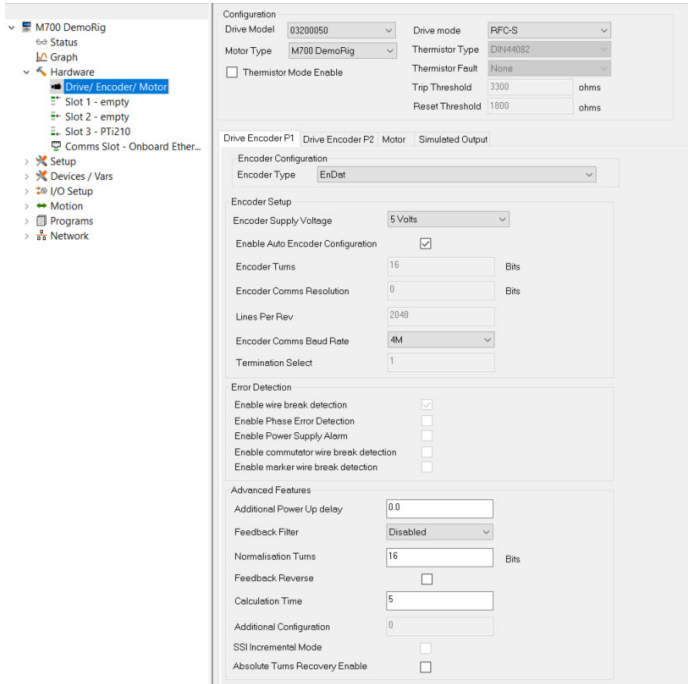 M700 DemoRig
Status
Graph
Hardware
Drive/ Encoder/ Motor
Slot 1 - empty
Slot 2 - empty
Slot 3 - PTi210
Comms Slot - Onboard Ether...
Setup
Devices / Vars
I/O Setup
Motion
Programs
Network
Configuration
Drive Model 03200050 Drive mode RFC-S
Motor Type M700 DemoRig Thermistor Type DIN44082
Thermistor Mode Enable Thermistor Fault None
Trip Threshold 3300 ohms
Reset Threshold 1800 ohms
Drive Encoder P1 Drive Encoder P2 Motor Simulated Output
Encoder Configuration
Encoder Type EnDat
Encoder Setup
Encoder Supply Voltage 5 Volts
Enable Auto Encoder Configuration
Encoder Turns 16 Bits
Encoder Comms Resolution 0 Bits
Lines Per Rev 2048
Encoder Comms Baud Rate 4M
Termination Select 1
Error Detection
Enable wire break detection
Enable Phase Error Detection
Enable Power Supply Alarm
Enable commutator wire break detection
Enable marker wire break detection
Advanced Features
Additional Power Up delay 0.0
Feedback Filter Disabled
Normalisation Turns 16 Bits
Feedback Reverse
Calculation Time 5
Additional Configuration 0
SSI Incremental Mode
Absolute Turns Recovery Enable